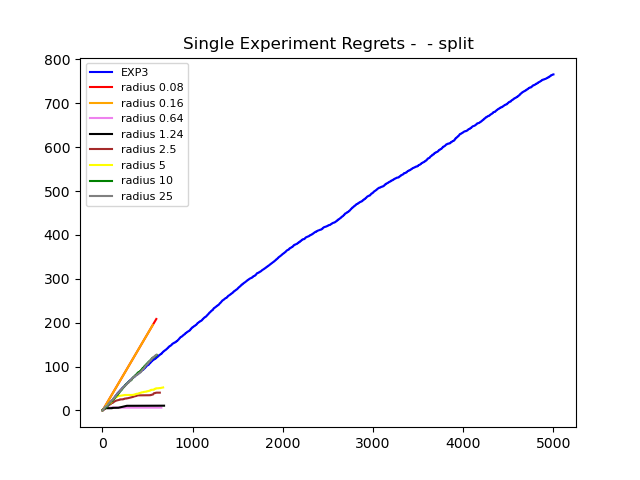 Single Experiment Regrets -  - split
800
700
600
500
400
300
200
100
0
EXP3
radius 0.08
radius 0.16
radius 0.64
radius 1.24
radius 2.5
radius 5
radius 10
radius 25
0 1000 2000 3000 4000 5000